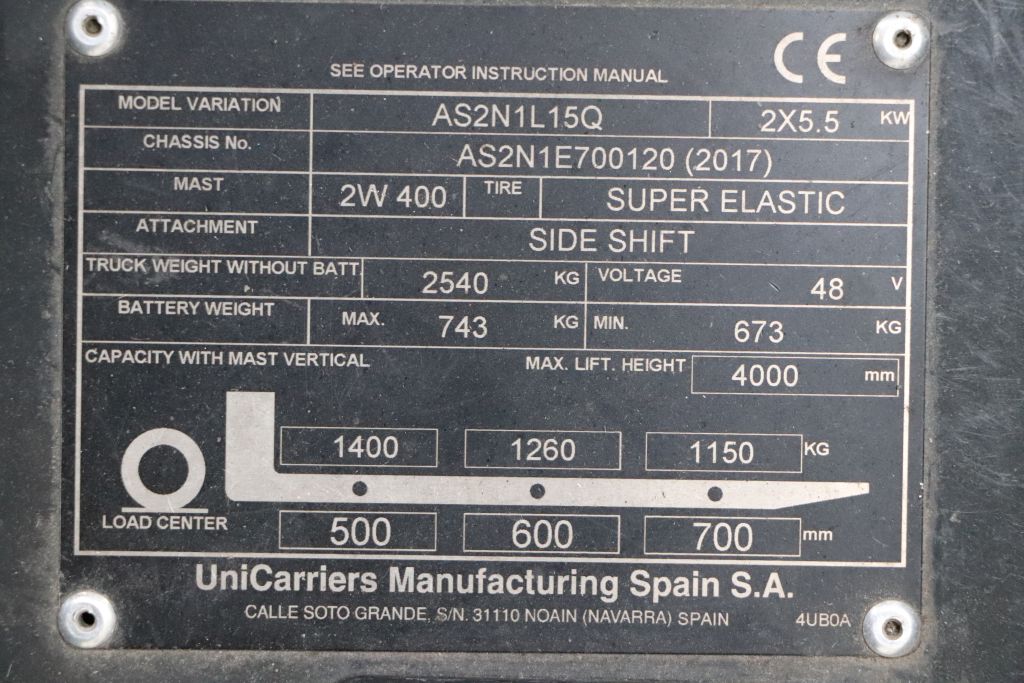 CE
SEE OPERATOR INSTRUCTION MANUAL
MODEL VARIATION AS2N1L15Q 2X5.5 KW
CHASSIS No. AS2N1E700120 (2017)
MAST 2W 400 TIRE SUPER ELASTIC
ATTACHMENT SIDE SHIFT
TRUCK WEIGHT WITHOUT BATT. 2540 KG VOLTAGE 48 V
BATTERY WEIGHT MAX. 743 KG MIN. 673 KG
CAPACITY WITH MAST VERTICAL MAX. LIFT. HEIGHT 4000 mm
1400 1260 1150 KG
LOAD CENTER 500 600 700 mm
UniCarriers Manufacturing Spain S.A.
CALLE SOTO GRANDE, S/N. 31110 NOAIN (NAVARRA) SPAIN 4UB0A